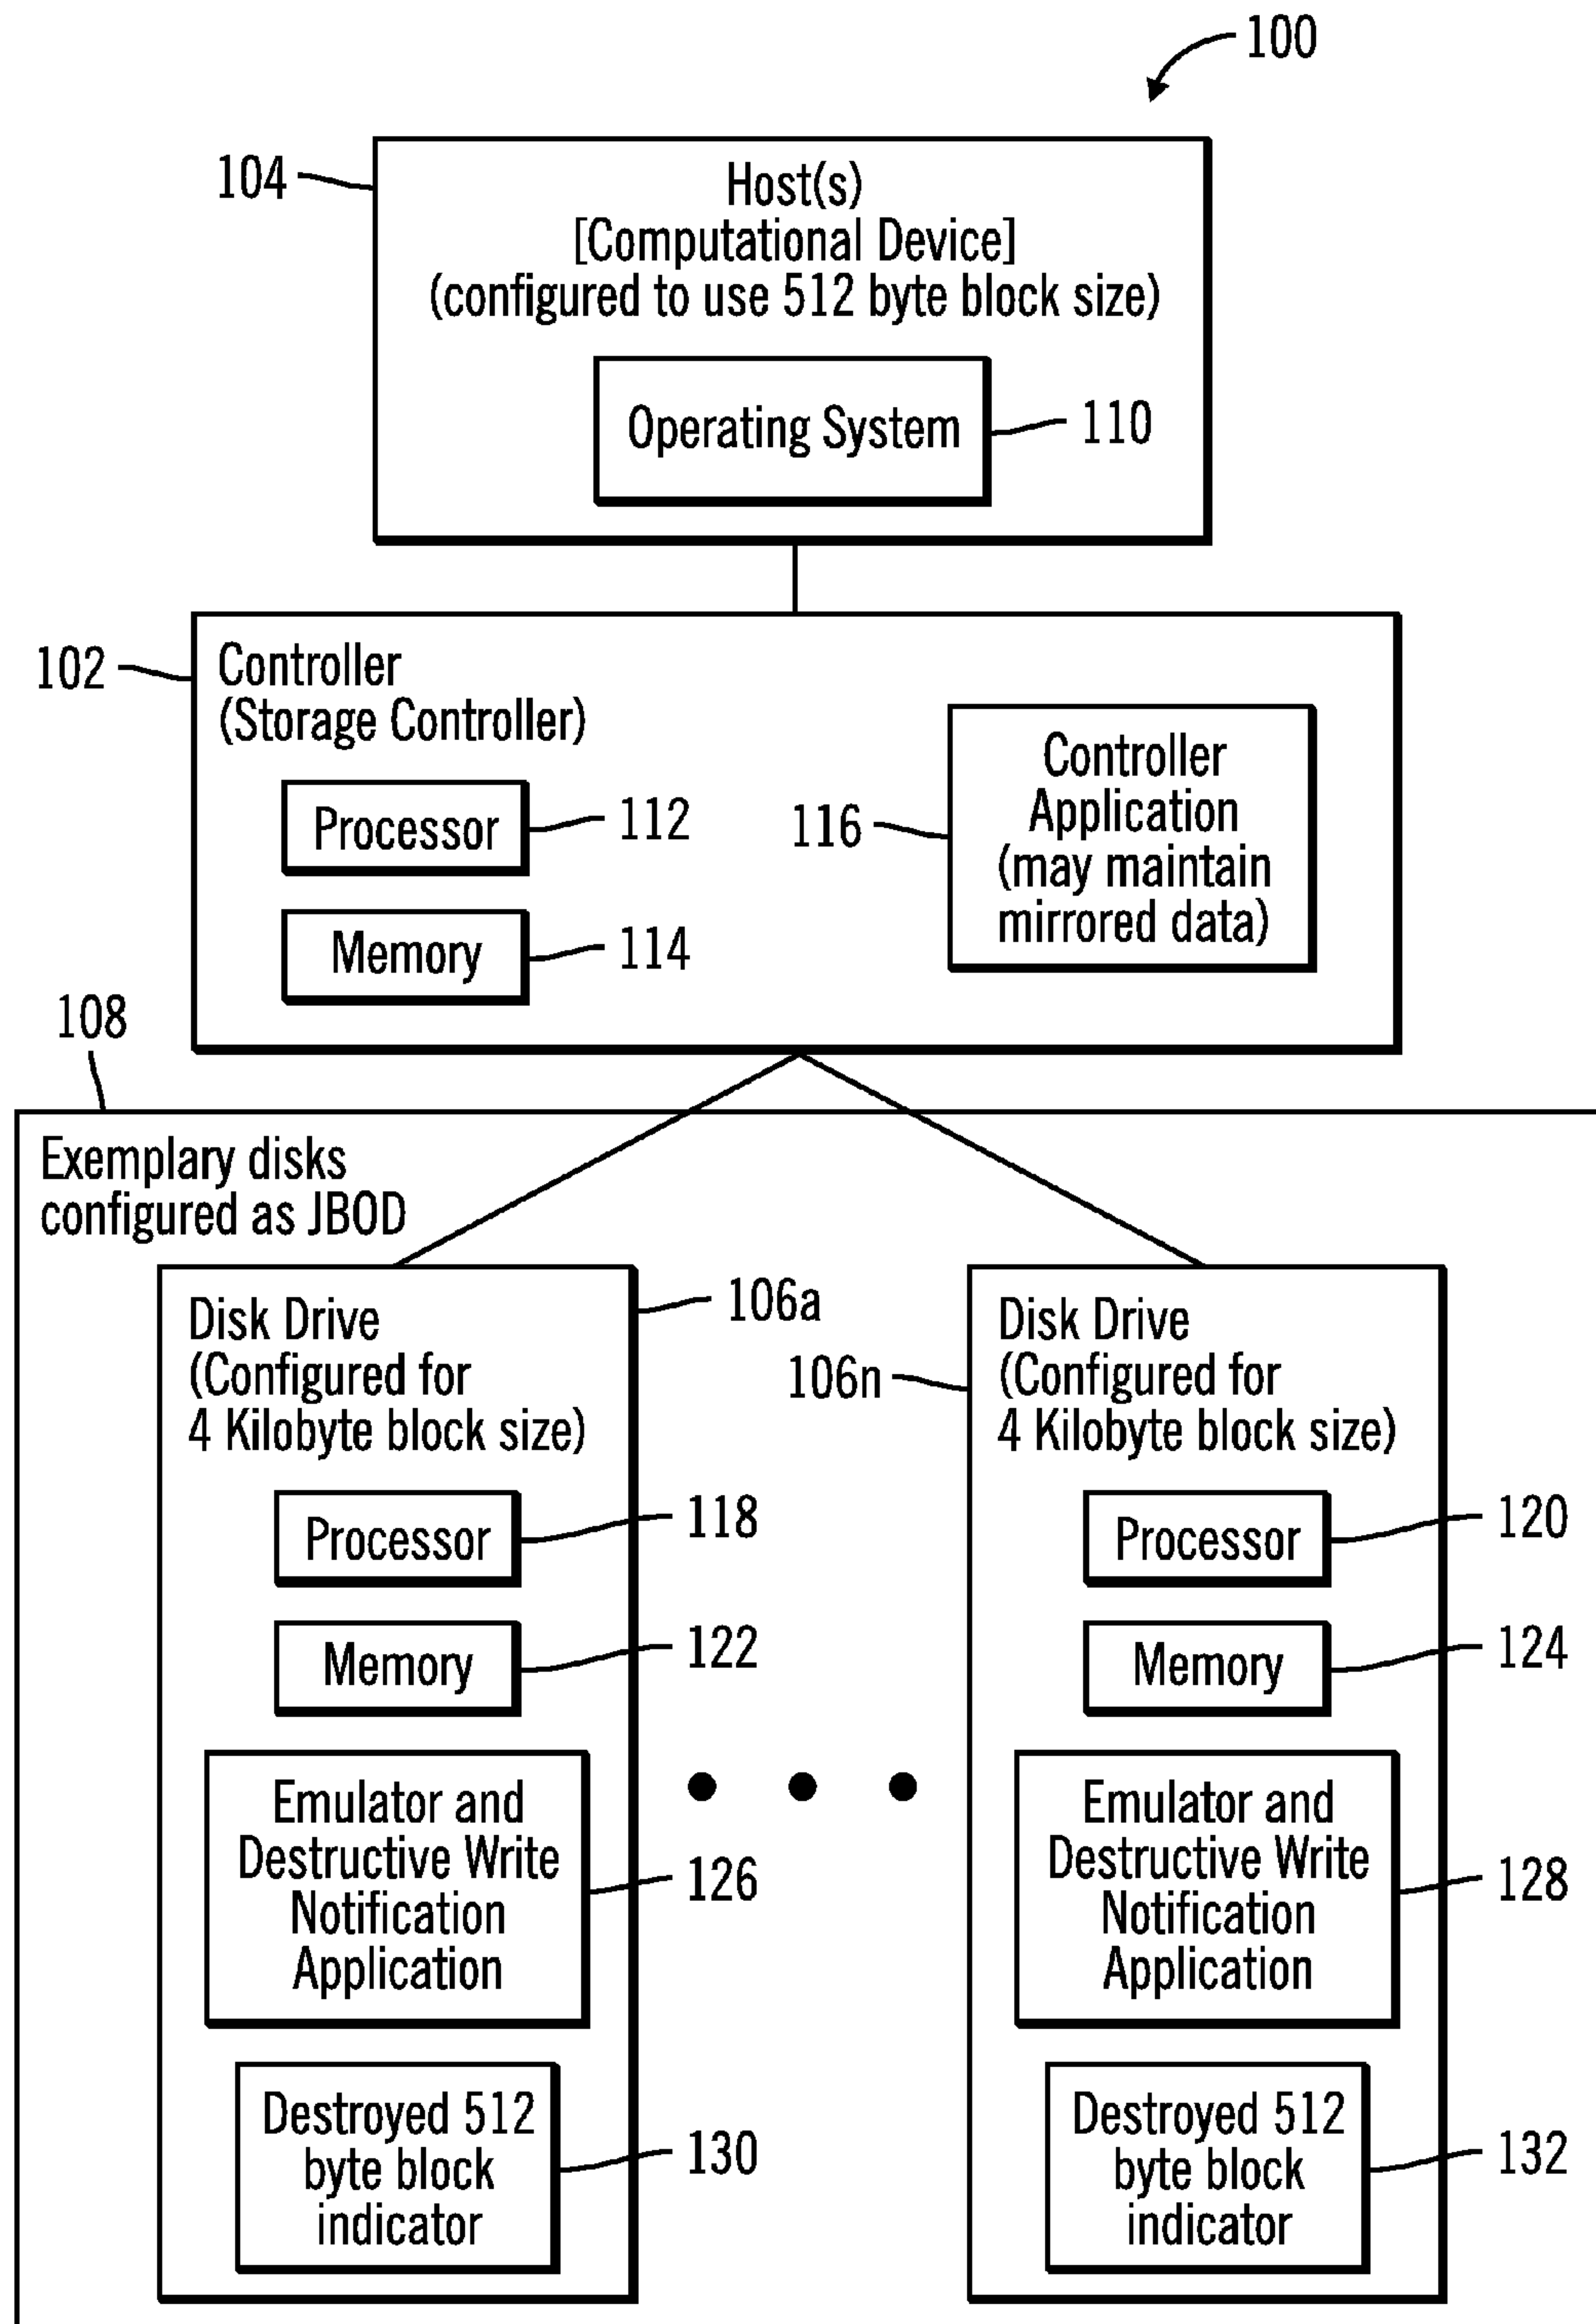 100
104
Host(s)
[Computational Device]
(configured to use 512 byte block size)
Operating System
110
102
Controller
(Storage Controller)
Processor
112
Memory
114
116
Controller
Application
(may maintain
mirrored data)
108
Exemplary disks
configured as JBOD
106a
Disk Drive
(Configured for
4 Kilobyte block size)
Processor
118
Memory
122
Emulator and
Destructive Write
Notification
Application
126
Destroyed 512
byte block
indicator
130
106n
Disk Drive
(Configured for
4 Kilobyte block size)
Processor
120
Memory
124
Emulator and
Destructive Write
Notification
Application
128
Destroyed 512
byte block
indicator
132